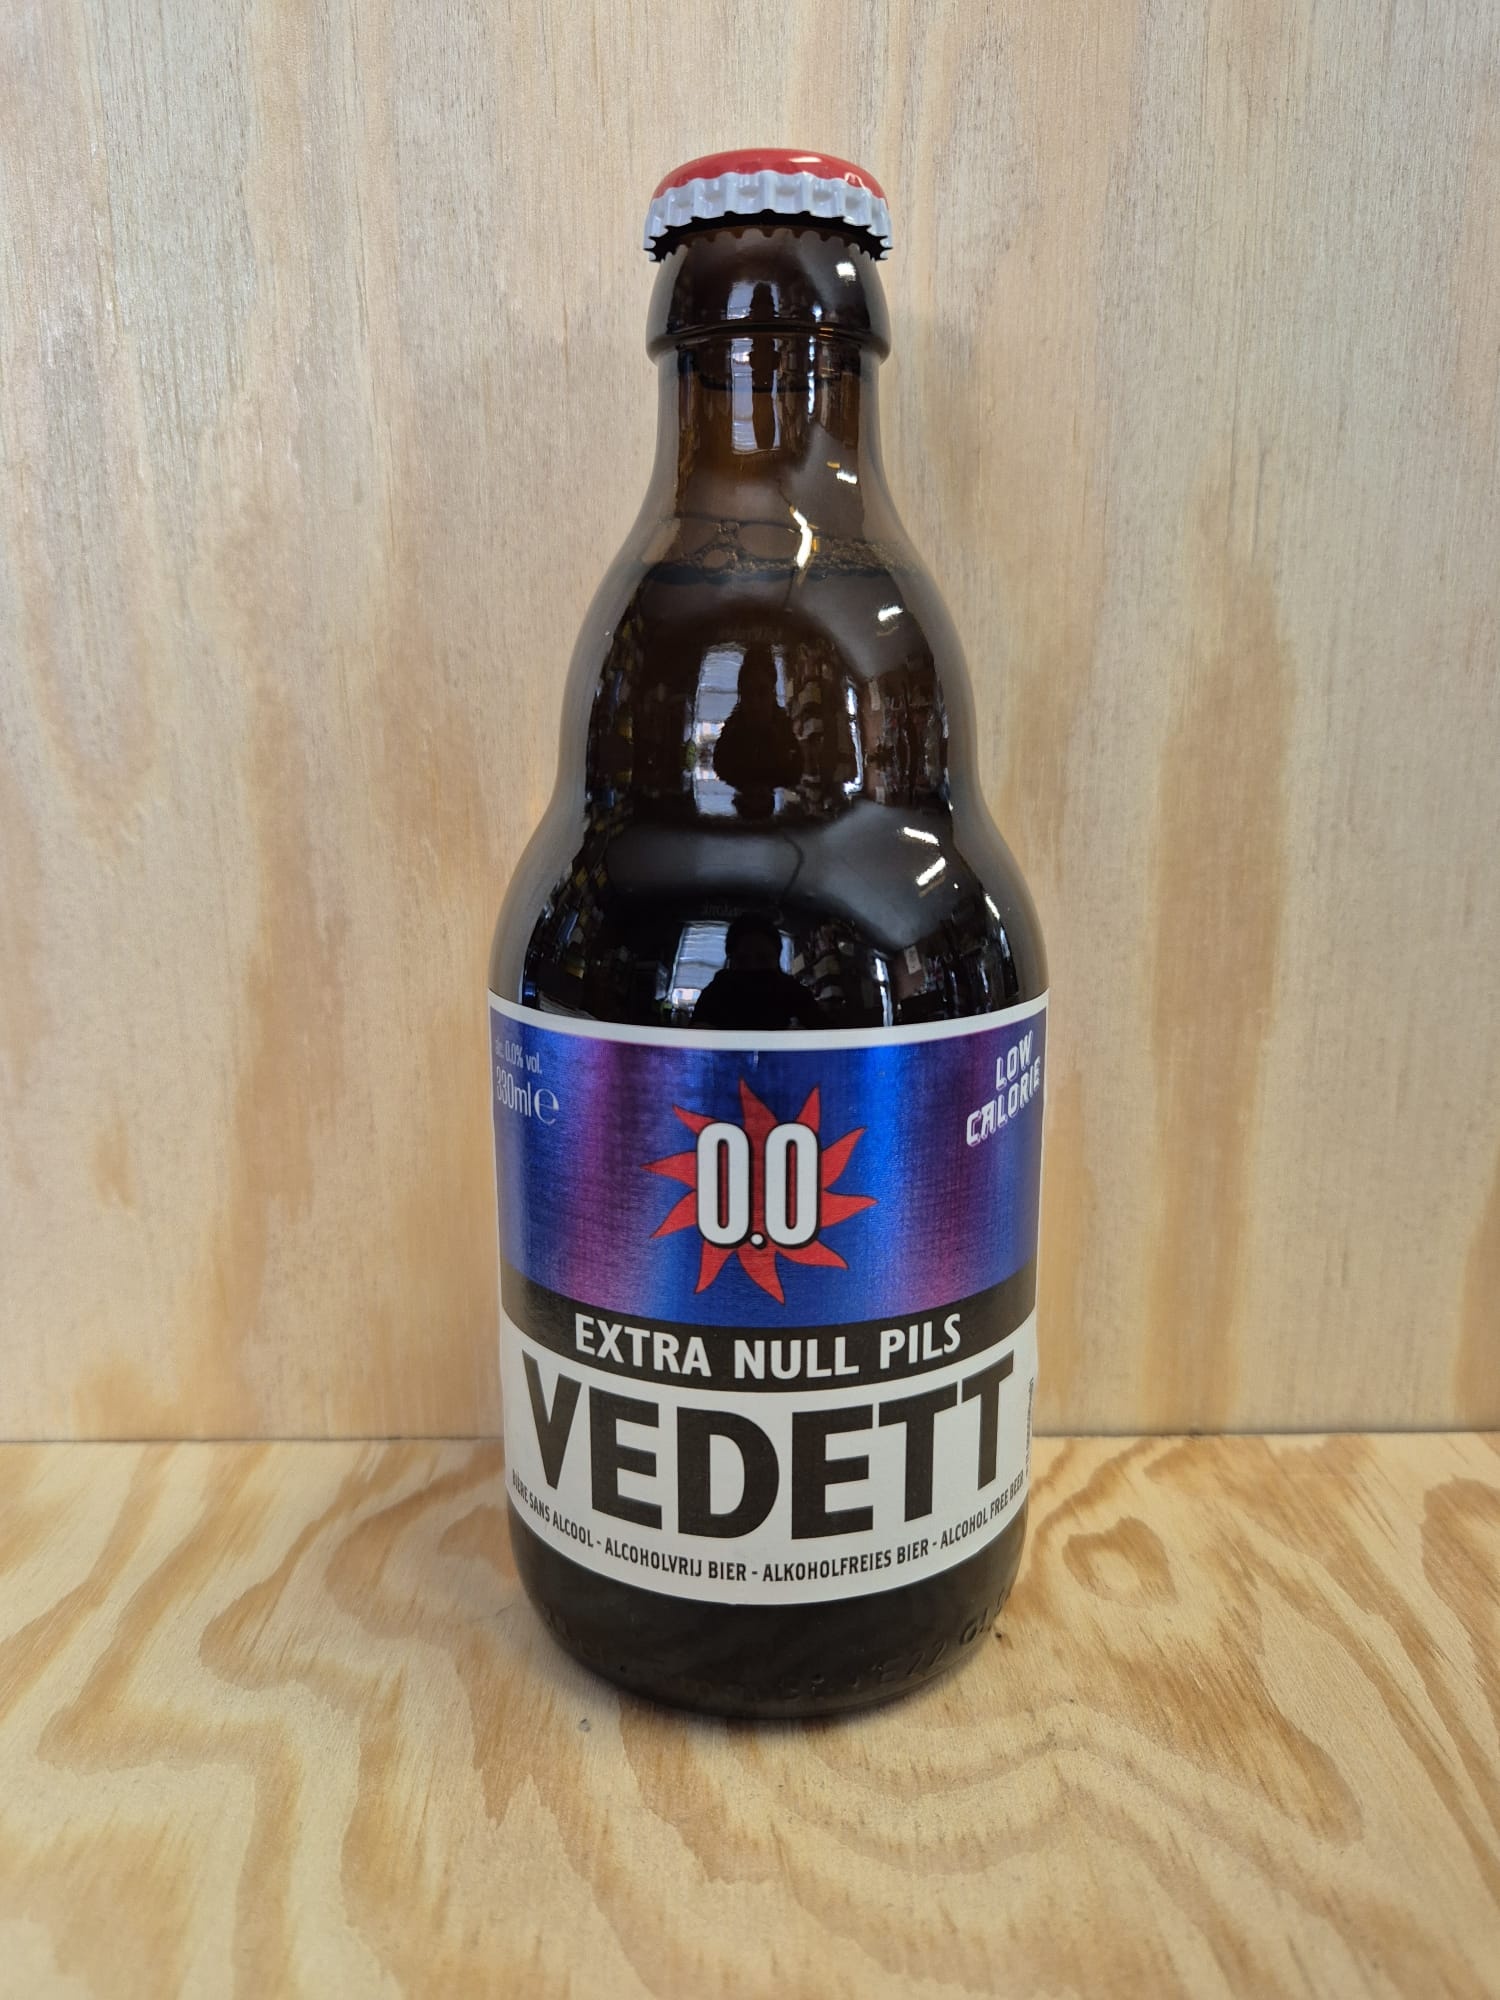 alc. 0.0% vol.
330ml e
LOW
CALORIE
0.0
EXTRA NULL PILS
VEDETT
BIÈRE SANS ALCOOL - ALCOHOLVRIJ BIER - ALKOHOLFREIES BIER - ALCOHOL FREE BEER